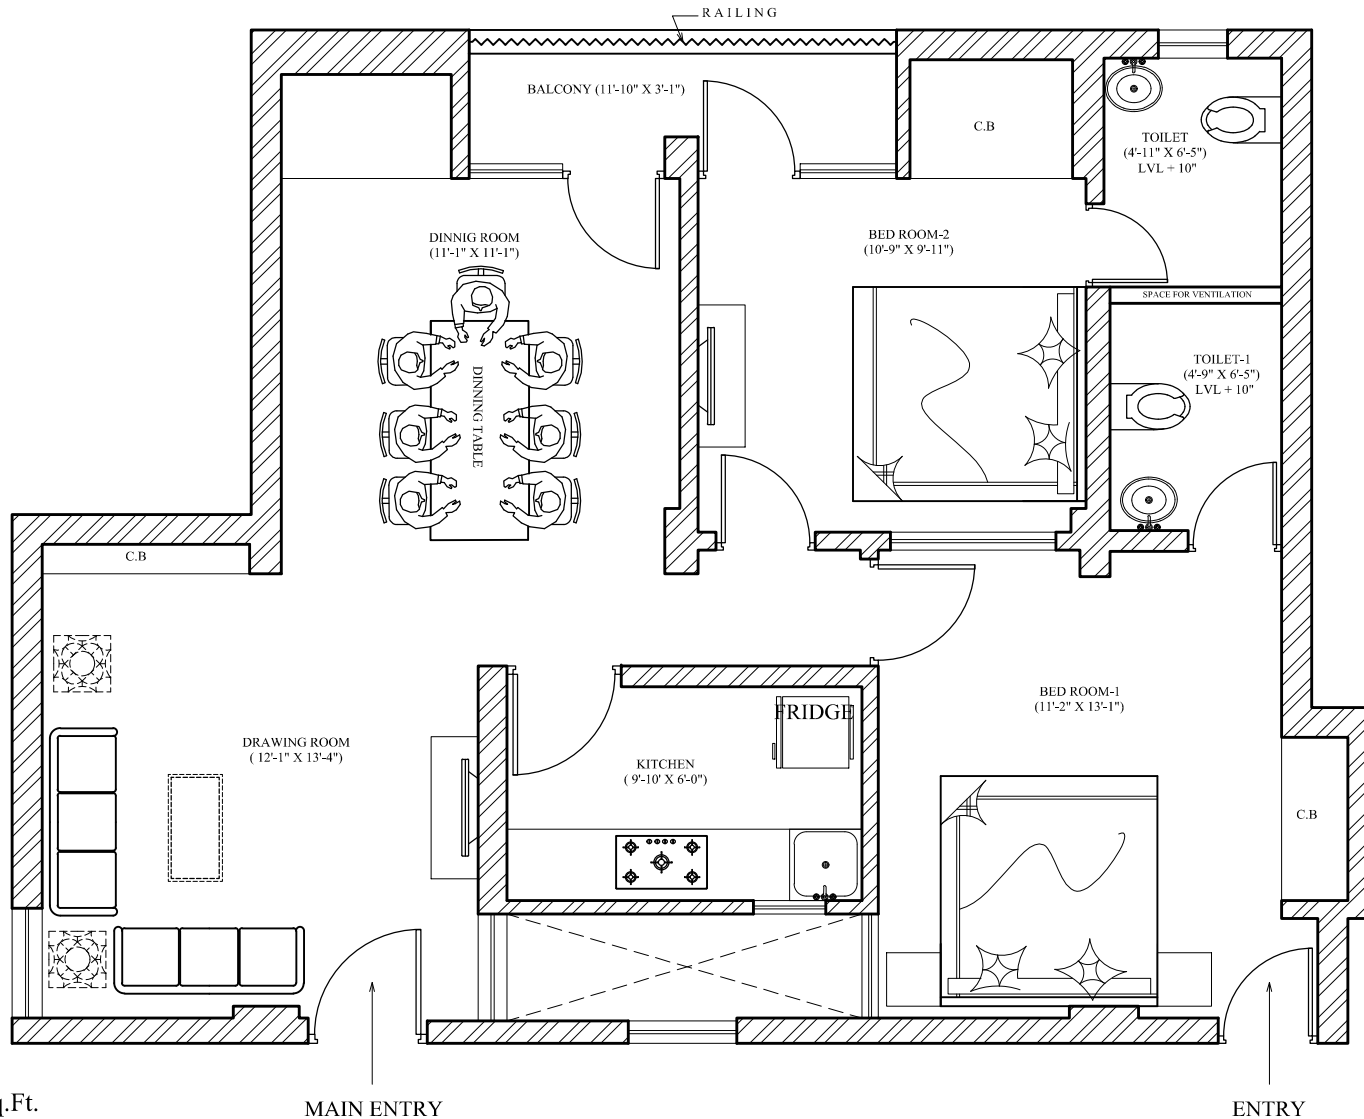 RAILING
BALCONY (11'-10" X 3'-1")
C.B
TOILET
(4'-11" X 6'-5")
LVL + 10"
DINNIG ROOM
(11'-1" X 11'-1")
BED ROOM-2
(10'-9" X 9'-11")
SPACE FOR VENTILATION
TOILET-1
(4'-9" X 6'-5")
LVL + 10"
DINNING TABLE
C.B
BED ROOM-1
(11'-2" X 13'-1")
FRIDGE
DRAWING ROOM
( 12'-1" X 13'-4")
KITCHEN
( 9'-10' X 6'-0")
C.B
.Ft.
MAIN ENTRY
ENTRY